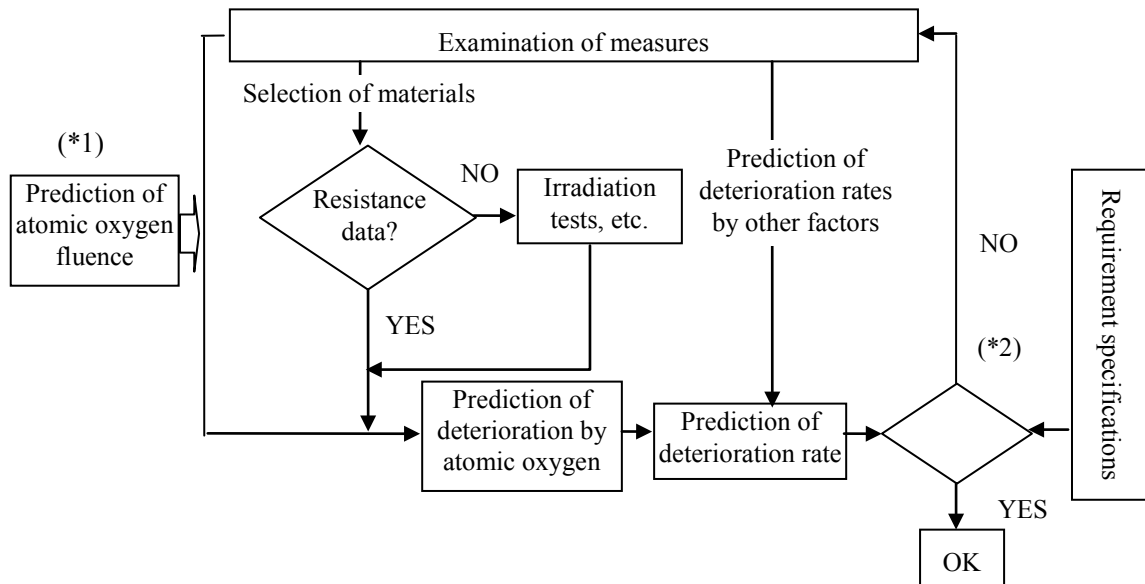 Examination of measures
Selection of materials
(*1)
Prediction of
atomic oxygen
fluence
Resistance
data?
NO
Irradiation
tests, etc.
YES
Prediction of
deterioration rates
by other factors
NO
Requirement specifications
(*2)
Prediction of
deterioration by
atomic oxygen
Prediction of
deterioration rate
YES
OK